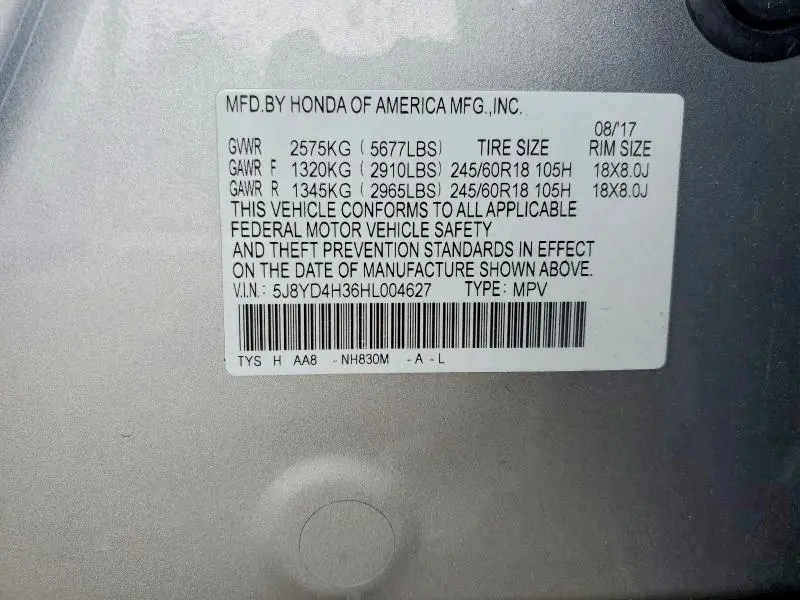 MFD.BY HONDA OF AMERICA MFG.,INC.
08/'17
GVWR 2575KG ( 5677LBS) TIRE SIZE RIM SIZE
GAWR F 1320KG ( 2910LBS) 245/60R18 105H 18X8.0J
GAWR R 1345KG ( 2965LBS) 245/60R18 105H 18X8.0J
THIS VEHICLE CONFORMS TO ALL APPLICABLE
FEDERAL MOTOR VEHICLE SAFETY
AND THEFT PREVENTION STANDARDS IN EFFECT
ON THE DATE OF MANUFACTURE SHOWN ABOVE.
V.I.N.: 5J8YD4H36HL004627 TYPE: MPV
TYS H AA8 -NH830M -A-L